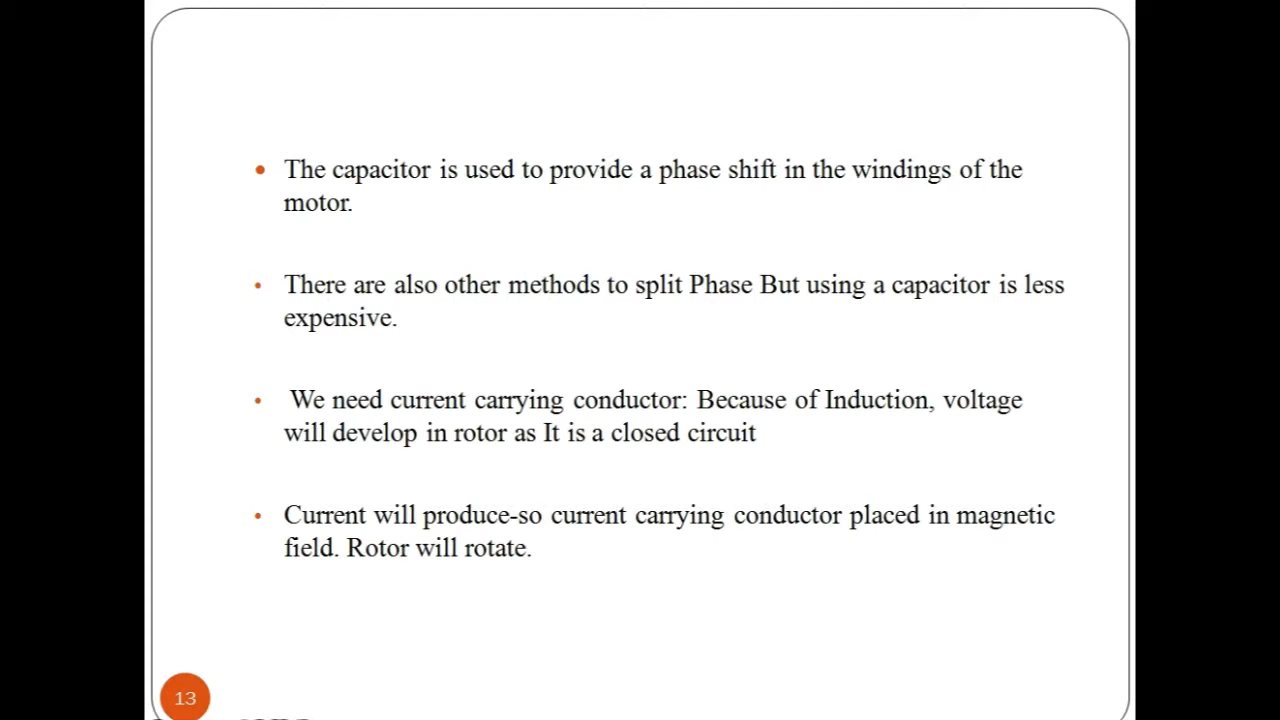 The capacitor is used to provide a phase shift in the windings of the
motor.
There are also other methods to split Phase But using a capacitor is less
expensive.
We need current carrying conductor: Because of Induction, voltage
will develop in rotor as It is a closed circuit
Current will produce-so current carrying conductor placed in magnetic
field. Rotor will rotate.
13